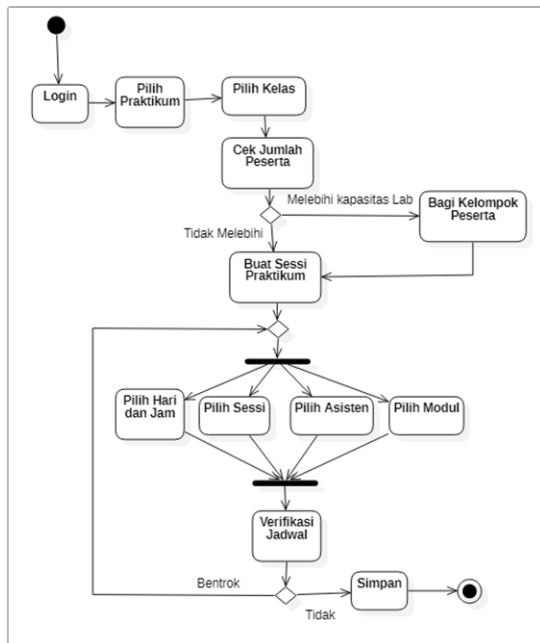 Login
Pilih
Praktikum
Pilih Kelas
Cek Jumlah
Peserta
Melebihi kapasitas Lab
Bagi Kelompok
Peserta
Tidak Melebihi
Buat Sessi
Praktikum
Pilih Hari
dan Jam
Pilih Sessi
Pilih Asisten
Pilih Modul
Verifikasi
Jadwal
Bentrok
Simpan
Tidak